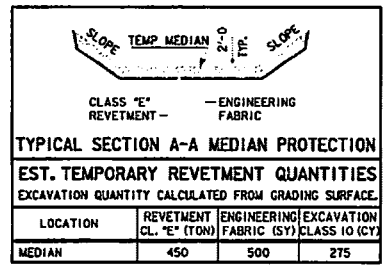 SLOPE
TEMP MEDIAN
2'-0
TYP.
SLOPE
CLASS "E"
REVETMENT-
-ENGINEERING
FABRIC
TYPICAL SECTION A-A MEDIAN PROTECTION
EST. TEMPORARY REVETMENT QUANTITIES
EXCAVATION QUANTITY CALCULATED FROM GRADING SURFACE.
LOCATION
REVETMENT
CL. "E" (TON)
ENGINEERING
FABRIC (SY)
EXCAVATION
CLASS 10 (CY)
MEDIAN 450 500 275